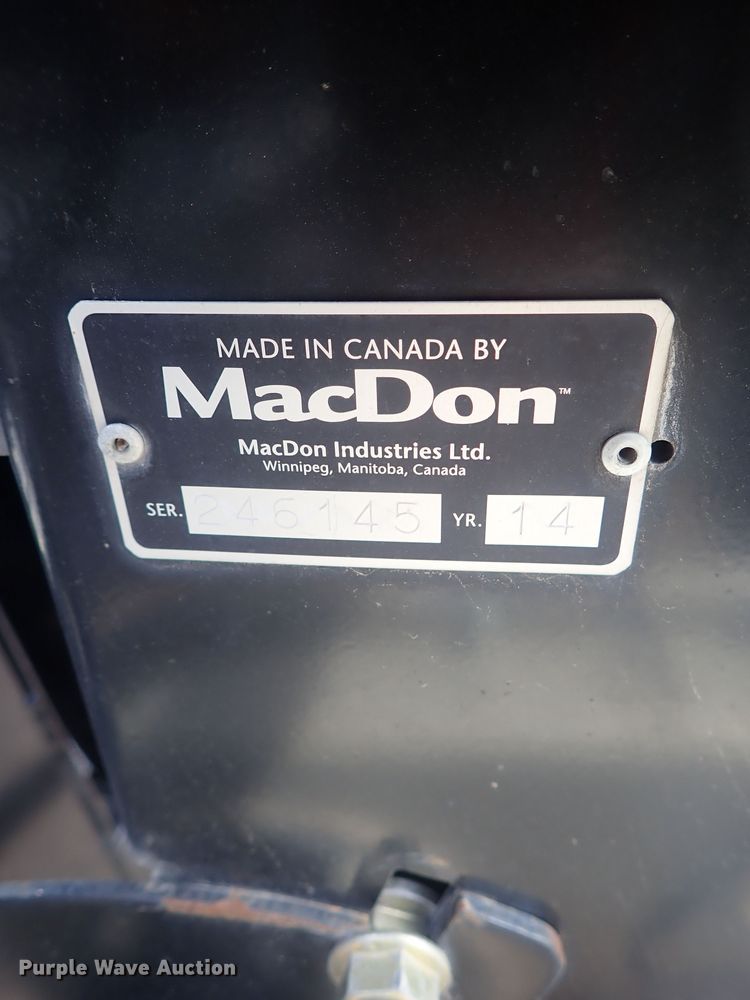 MADE IN CANADA BY
MacDon™
MacDon Industries Ltd.
Winnipeg, Manitoba, Canada
SER. 246145 YR. 14
Purple Wave Auction